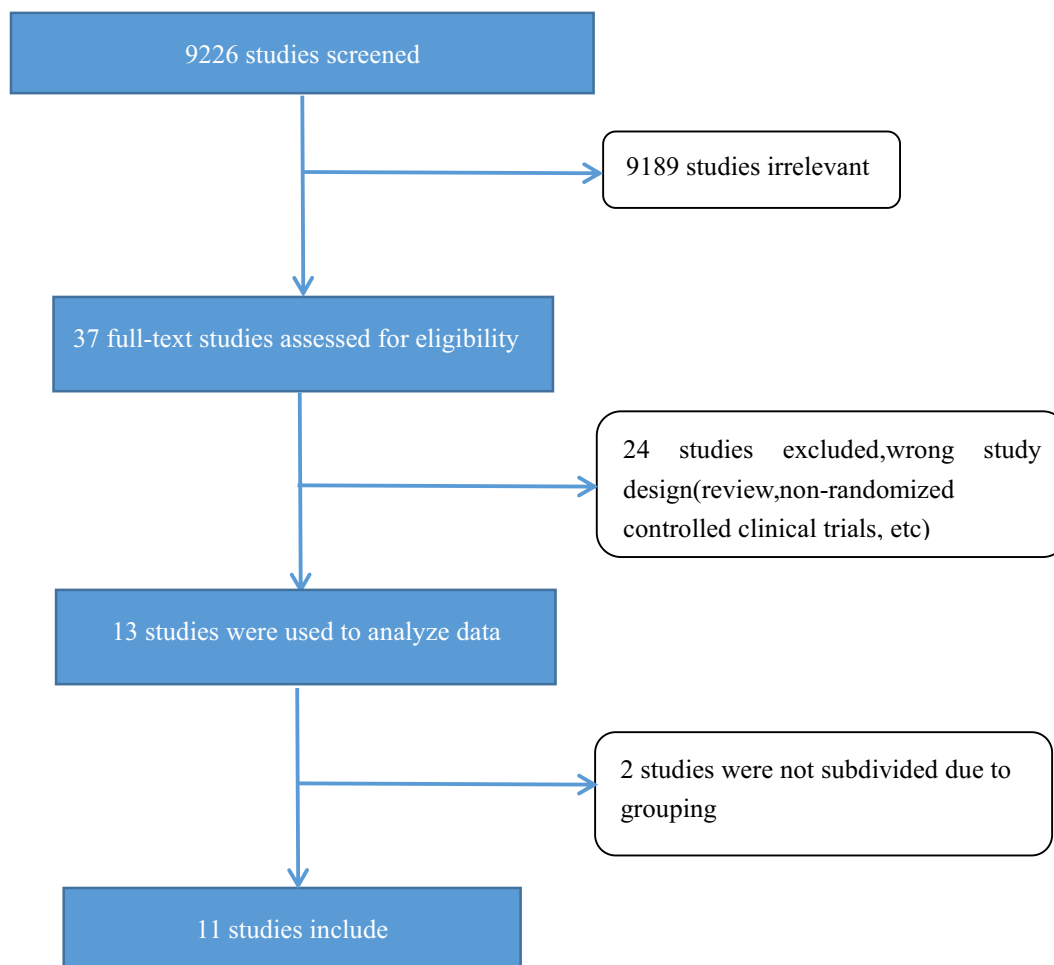 9226 studies screened
9189 studies irrelevant
37 full-text studies assessed for eligibility
24 studies excluded,wrong study
design(review,non-randomized
controlled clinical trials, etc)
13 studies were used to analyze data
2 studies were not subdivided due to
grouping
11 studies include